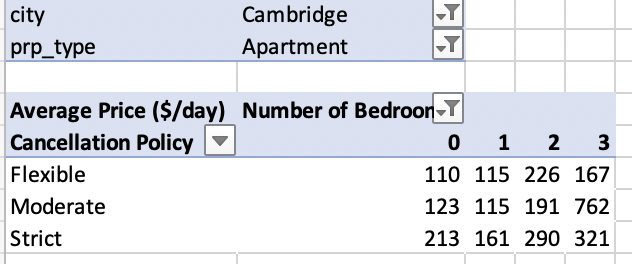 city Cambridge
prp_type Apartment
Average Price ($/day) Number of Bedroom
Cancellation Policy 0 1 2 3
Flexible 110 115 226 167
Moderate 123 115 191 762
Strict 213 161 290 321